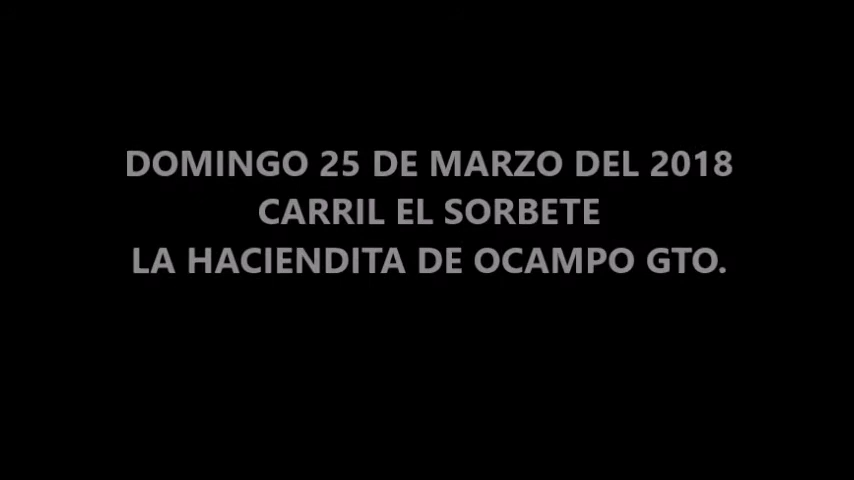 DOMINGO 25 DE MARZO DEL 2018
CARRIL EL SORBETE
LA HACIENDITA DE OCAMPO GTO.